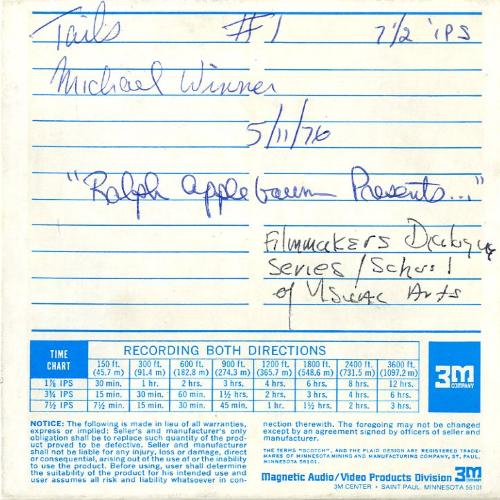 Tails #1 7½ IPS
Michael Winner
5/11/76
"Ralph Applebaum Presents..."
Filmmakers Dialogue
Series / School
of Visual Arts
TIME CHART
RECORDING BOTH DIRECTIONS
150 ft. (45.7 m) 300 ft. (91.4 m) 600 ft. (182.8 m) 900 ft. (274.3 m) 1200 ft. (365.7 m) 1800 ft. (548.6 m) 2400 ft. (731.5 m) 3600 ft. (1097.2 m)
1⅞ IPS 30 min. 1 hr. 2 hrs. 3 hrs. 4 hrs. 6 hrs. 8 hrs. 12 hrs.
3¾ IPS 15 min. 30 min. 60 min. 1½ hrs. 2 hrs. 3 hrs. 4 hrs. 6 hrs.
7½ IPS 7½ min. 15 min. 30 min. 45 min. 1 hr. 1½ hrs. 2 hrs. 3 hrs.
3M
COMPANY
NOTICE: The following is made in lieu of all warranties,
express or implied: Seller's and manufacturer's only
obligation shall be to replace such quantity of the prod-
uct proved to be defective. Seller and manufacturer
shall not be liable for any injury, loss or damage, direct
or consequential, arising out of the use of or the inability
to use the product. Before using, user shall determine
the suitability of the product for his intended use and
user assumes all risk and liability whatsoever in con-
nection therewith. The foregoing may not be changed
except by an agreement signed by officers of seller and
manufacturer.
THE TERMS "SCOTCH", AND THE PLAID DESIGN ARE REGISTERED TRADE-
MARKS OF MINNESOTA MINING AND MANUFACTURING COMPANY, ST. PAUL,
MINNESOTA 55101.
Magnetic Audio/Video Products Division 3M COMPANY
3M CENTER • SAINT PAUL, MINNESOTA 55101